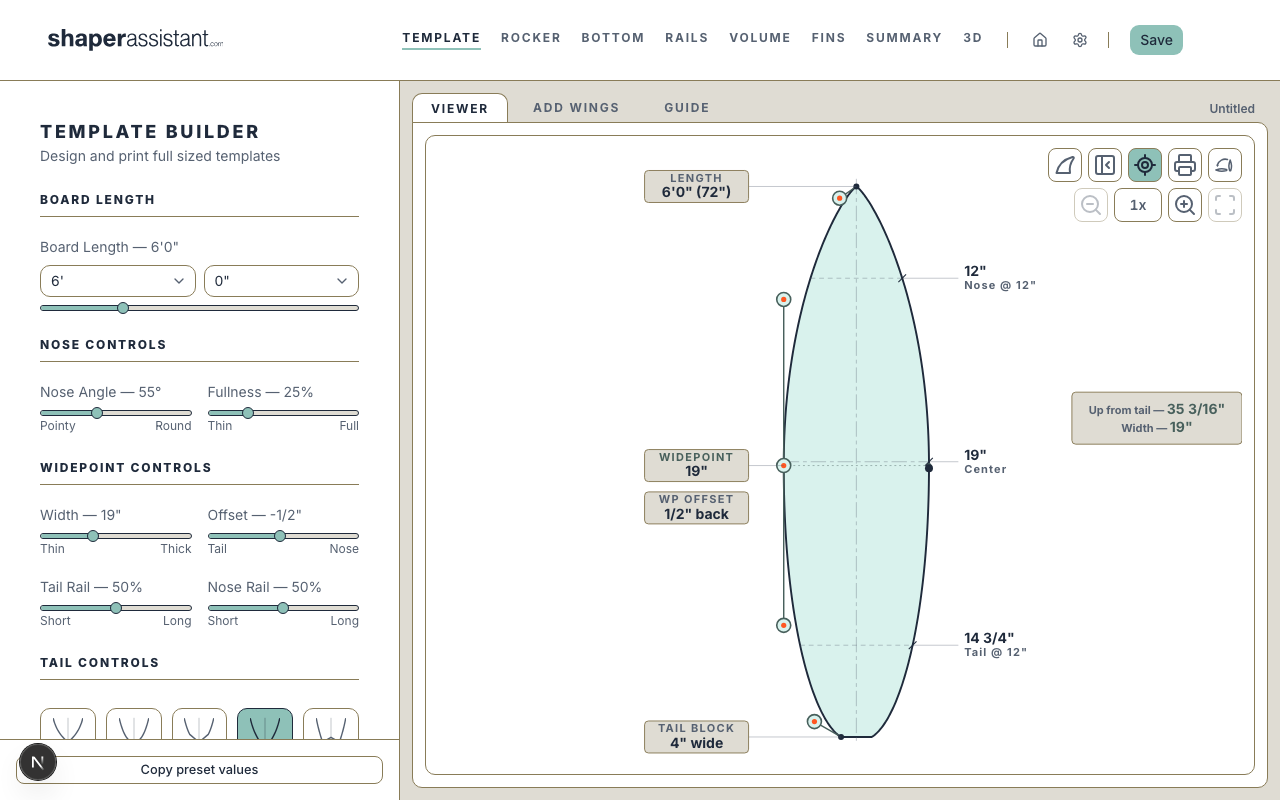 shaperassistant.com
TEMPLATE
ROCKER
BOTTOM
RAILS
VOLUME
FINS
SUMMARY
3D
Save
TEMPLATE BUILDER
Design and print full sized templates
BOARD LENGTH
Board Length — 6'0"
6'
0"
NOSE CONTROLS
Nose Angle — 55°
Fullness — 25%
Pointy
Round
Thin
Full
WIDEPOINT CONTROLS
Width — 19"
Offset — -1/2"
Thin
Thick
Tail
Nose
Tail Rail — 50%
Nose Rail — 50%
Short
Long
Short
Long
TAIL CONTROLS
N
Copy preset values
VIEWER
ADD WINGS
GUIDE
Untitled
1x
LENGTH
6'0" (72")
12"
Nose @ 12"
Up from tail — 35 3/16"
Width — 19"
WIDEPOINT
19"
19"
Center
WP OFFSET
1/2" back
14 3/4"
Tail @ 12"
TAIL BLOCK
4" wide